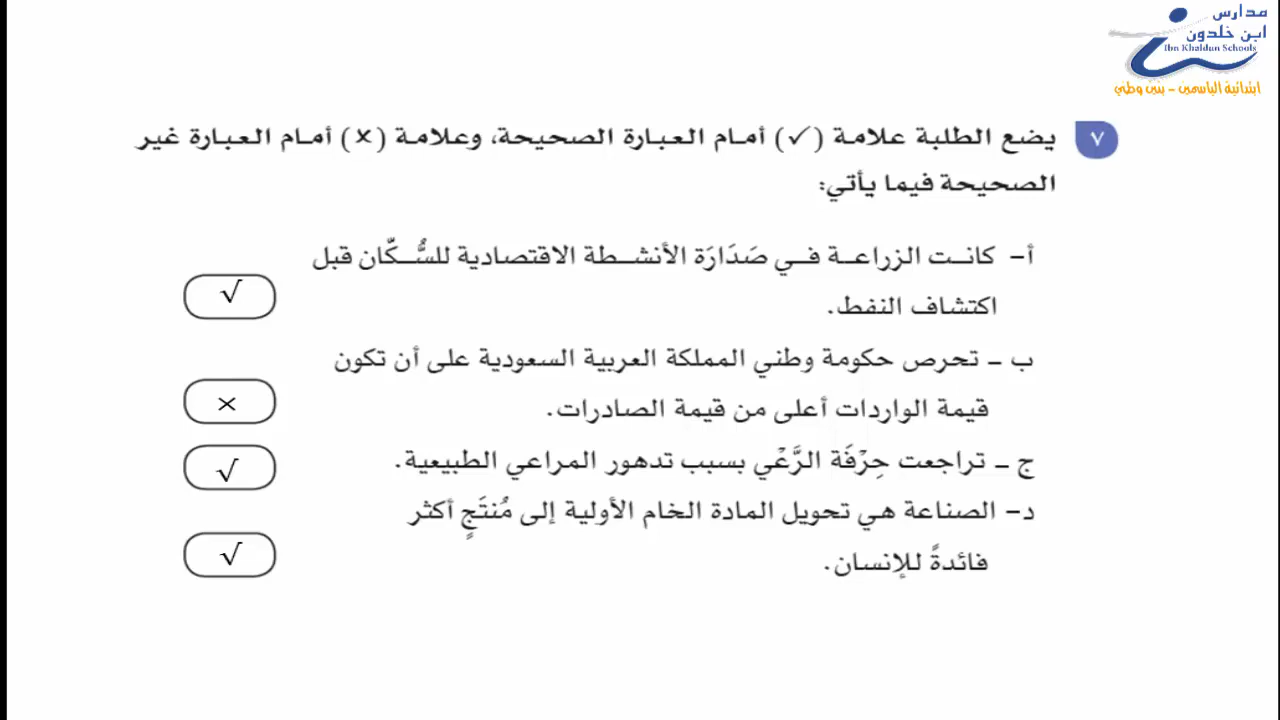 مدارس
ابن خلدون
Ibn Khaldun Schools
ابتدائية الياسمين - بنين وطني
٧ يضع الطلبة علامة (✓) أمام العبارة الصحيحة، وعلامة (×) أمام العبارة غير
الصحيحة فيما يأتي:
أ- كانت الزراعة في صَدَارَة الأنشطة الاقتصادية للسُّكّان قبل
اكتشاف النفط. √
ب - تحرص حكومة وطني المملكة العربية السعودية على أن تكون
قيمة الواردات أعلى من قيمة الصادرات. ×
ج - تراجعت حِرْفَة الرَّعْي بسبب تدهور المراعي الطبيعية. √
د- الصناعة هي تحويل المادة الخام الأولية إلى مُنتَجٍ أكثر
فائدةً للإنسان. √